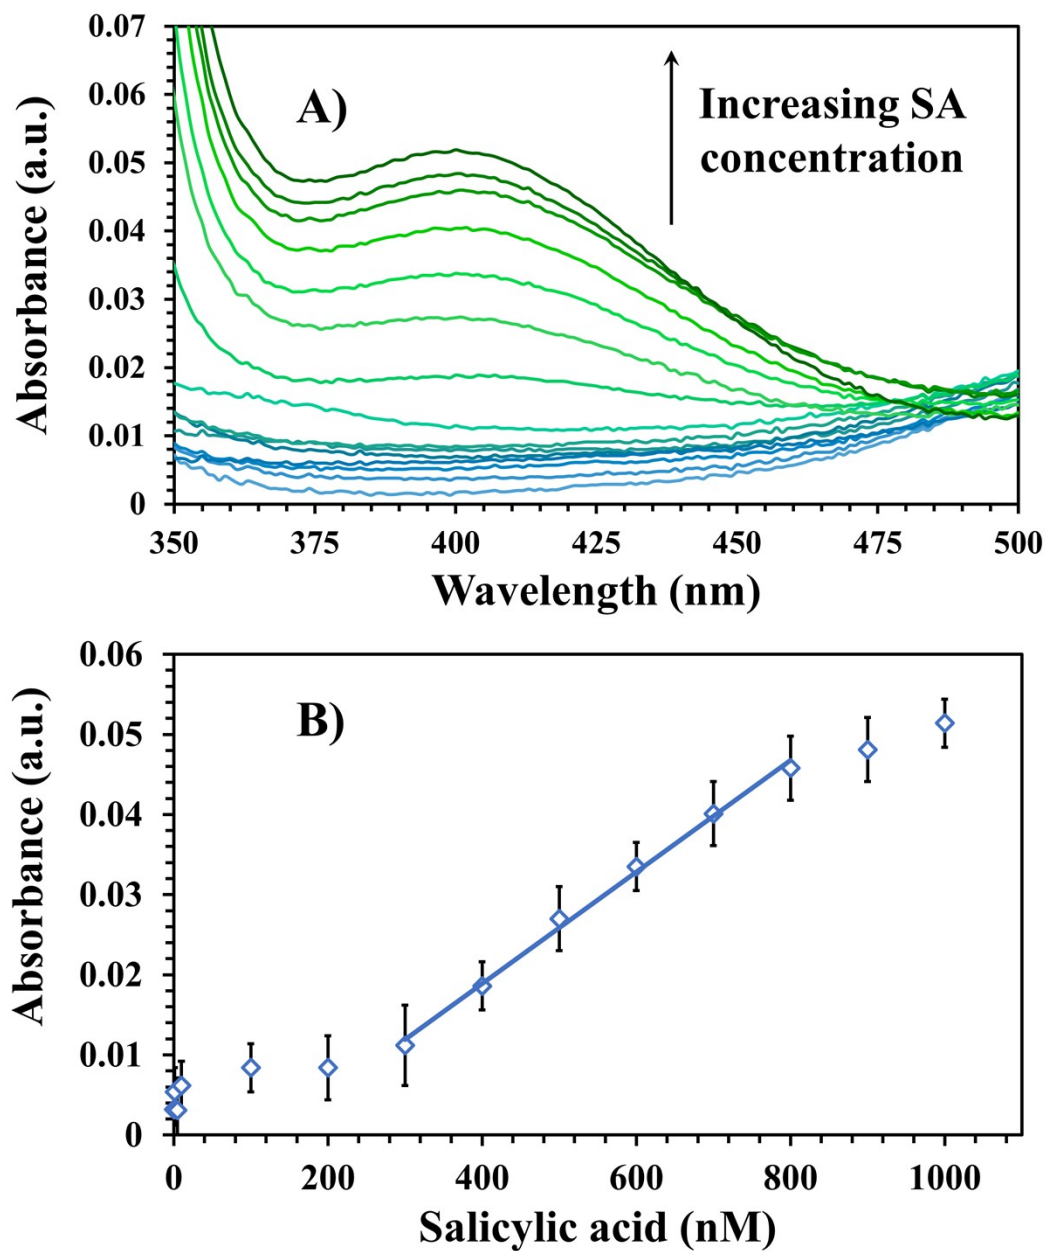 0.07
0.06
0.05
0.04
0.03
0.02
0.01
0
Absorbance (a.u.)
A)
Increasing SA
concentration
350 375 400 425 450 475 500
Wavelength (nm)
0.06
0.05
0.04
0.03
0.02
0.01
0
Absorbance (a.u.)
B)
0 200 400 600 800 1000
Salicylic acid (nM)